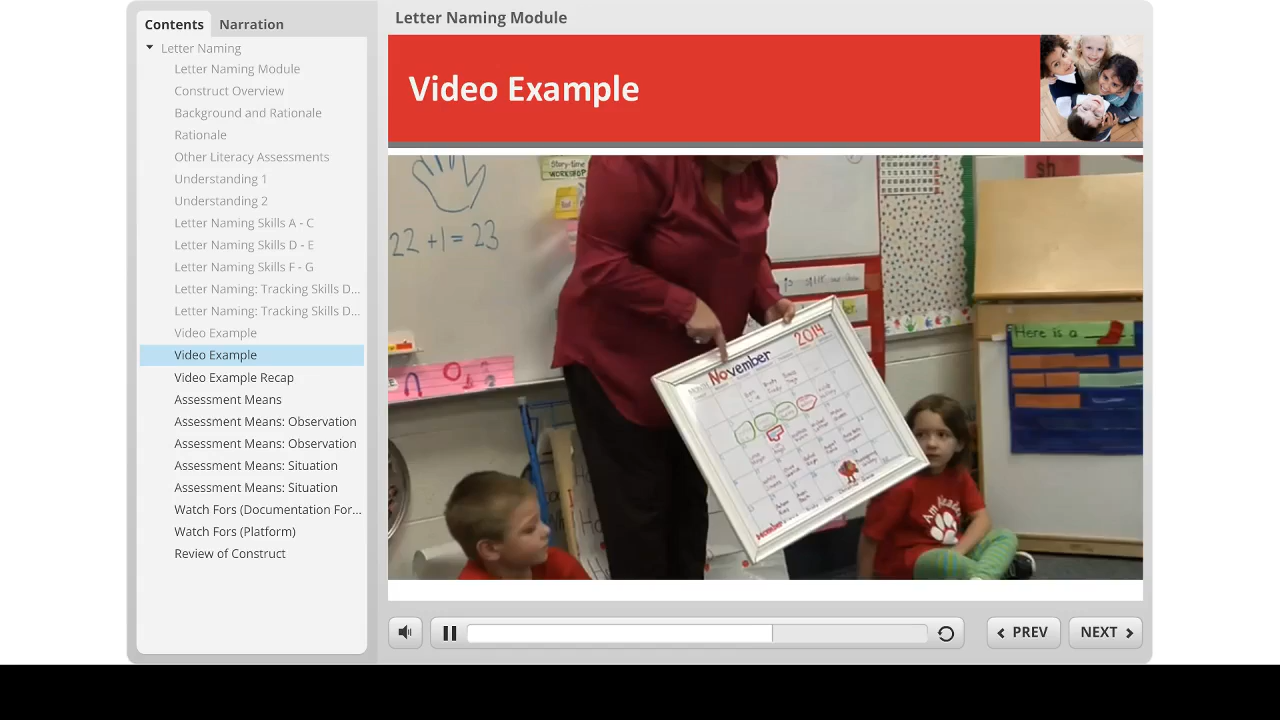 Contents
Narration
Letter Naming Module
Letter Naming
Letter Naming Module
Construct Overview
Background and Rationale
Rationale
Other Literacy Assessments
Understanding 1
Understanding 2
Letter Naming Skills A - C
Letter Naming Skills D - E
Letter Naming Skills F - G
Letter Naming: Tracking Skills D...
Letter Naming: Tracking Skills D...
Video Example
Video Example
Video Example Recap
Assessment Means
Assessment Means: Observation
Assessment Means: Observation
Assessment Means: Situation
Assessment Means: Situation
Watch Fors (Documentation For...
Watch Fors (Platform)
Review of Construct
Video Example
Story-time
WORKSHOP
22 + 1 = 23
sh
Here is a
November
2014
PREV
NEXT